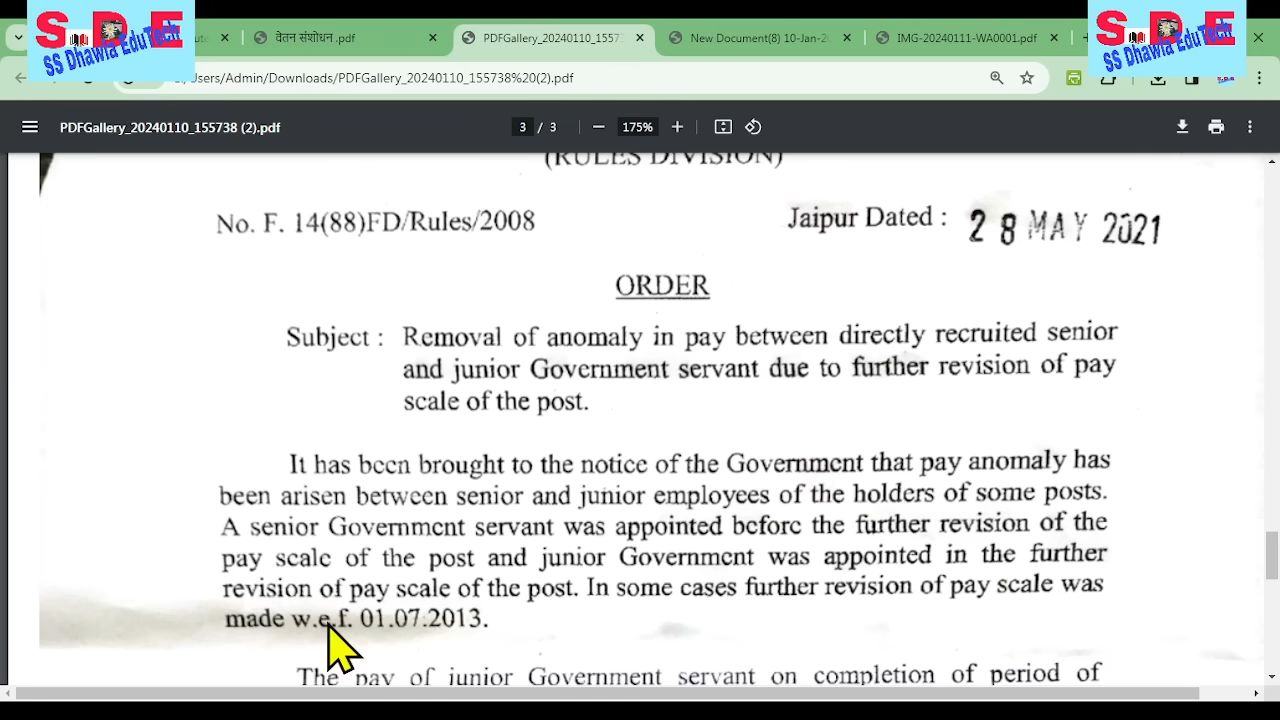 S D E
SS Dhawla EduTech
वेतन संशोधन .pdf
PDFGallery_20240110_1557
New Document(8) 10-Jan-20
IMG-20240111-WA0001.pdf
S D E
SS Dhawla EduTech
/Users/Admin/Downloads/PDFGallery_20240110_155738%20(2).pdf
PDFGallery_20240110_155738 (2).pdf
3 / 3
175%
(RULES DIVISION)
No. F. 14(88)FD/Rules/2008
Jaipur Dated : 28 MAY 2021
ORDER
Subject : Removal of anomaly in pay between directly recruited senior
and junior Government servant due to further revision of pay
scale of the post.
It has been brought to the notice of the Government that pay anomaly has
been arisen between senior and junior employees of the holders of some posts.
A senior Government servant was appointed before the further revision of the
pay scale of the post and junior Government was appointed in the further
revision of pay scale of the post. In some cases further revision of pay scale was
made w.e.f. 01.07.2013.
The pay of junior Government servant on completion of period of